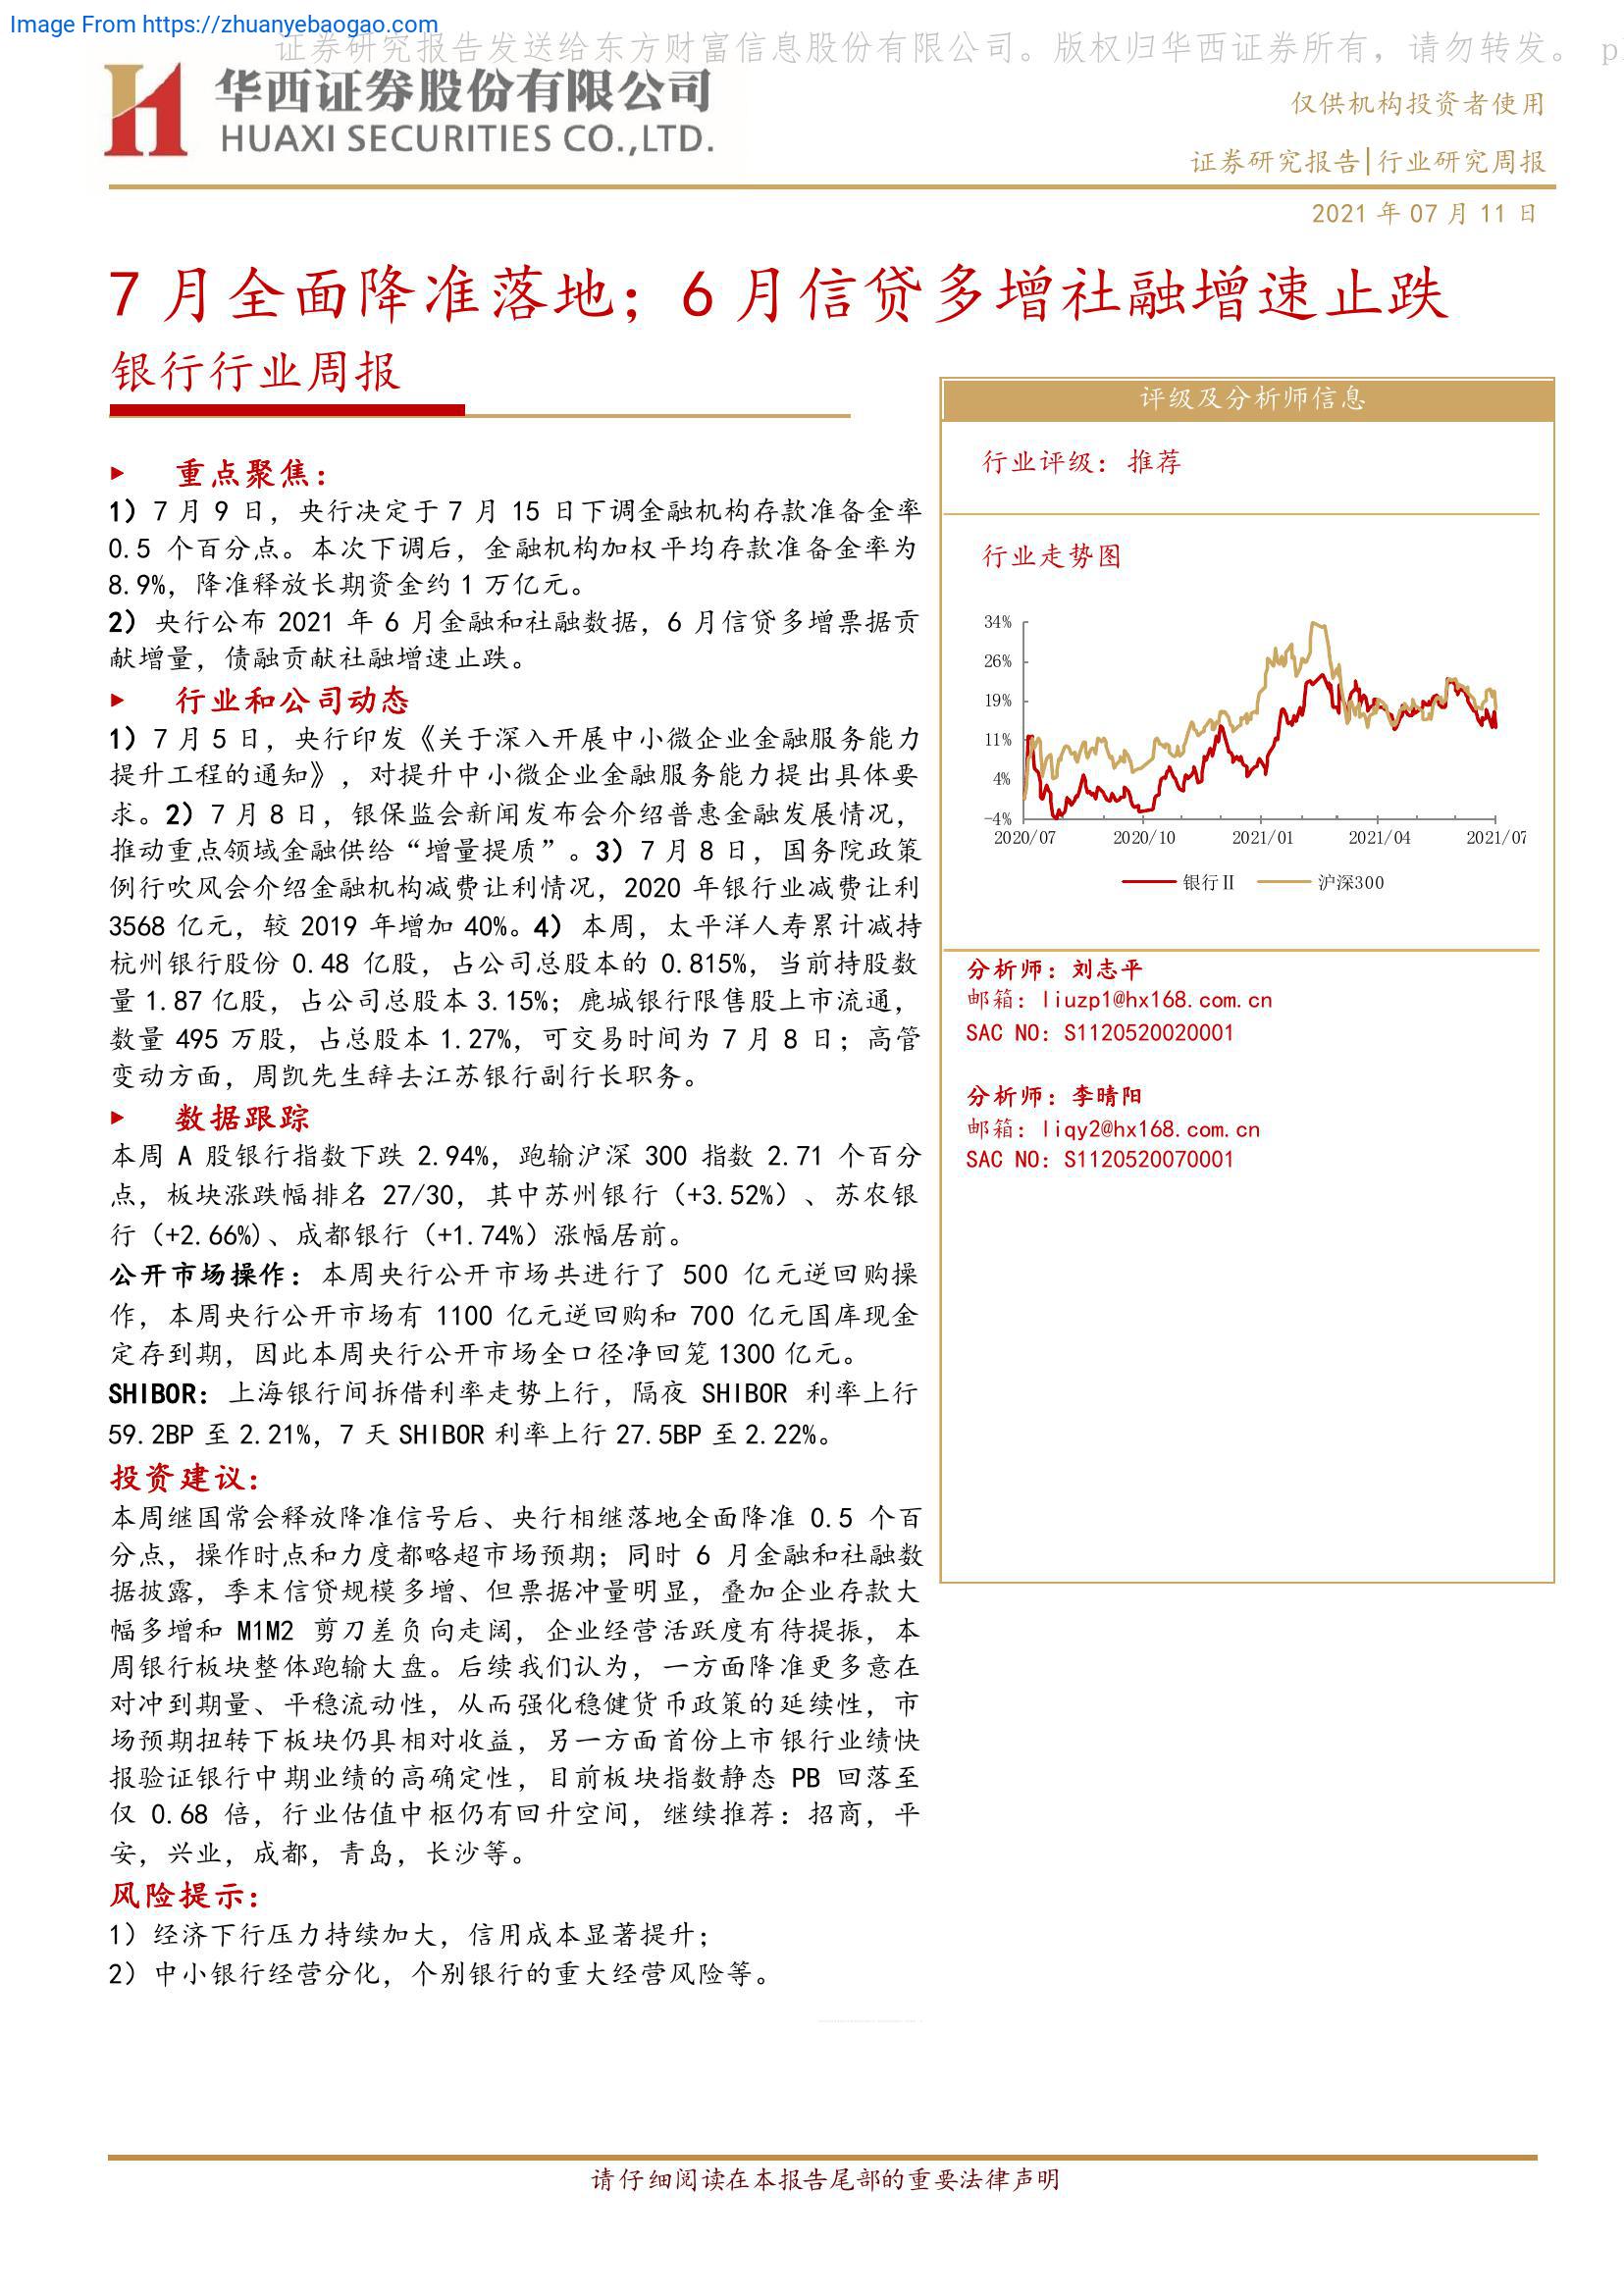 Image From https://zhuanyebaogao.com
证券研究报告发送给东方财富信息股份有限公司。版权归华西证券所有，请勿转发。 p
华西证券股份有限公司
HUAXI SECURITIES CO.,LTD.
仅供机构投资者使用
证券研究报告|行业研究周报
2021 年 07 月 11 日
7 月全面降准落地；6 月信贷多增社融增速止跌
银行行业周报
重点聚焦：
1）7 月 9 日，央行决定于 7 月 15 日下调金融机构存款准备金率
0.5 个百分点。本次下调后，金融机构加权平均存款准备金率为
8.9%，降准释放长期资金约 1 万亿元。
2）央行公布 2021 年 6 月金融和社融数据，6 月信贷多增票据贡
献增量，债融贡献社融增速止跌。
行业和公司动态
1）7 月 5 日，央行印发《关于深入开展中小微企业金融服务能力
提升工程的通知》，对提升中小微企业金融服务能力提出具体要
求。2）7 月 8 日，银保监会新闻发布会介绍普惠金融发展情况，
推动重点领域金融供给“增量提质”。3）7 月 8 日，国务院政策
例行吹风会介绍金融机构减费让利情况，2020 年银行业减费让利
3568 亿元，较 2019 年增加 40%。4）本周，太平洋人寿累计减持
杭州银行股份 0.48 亿股，占公司总股本的 0.815%，当前持股数
量 1.87 亿股，占公司总股本 3.15%；鹿城银行限售股上市流通，
数量 495 万股，占总股本 1.27%，可交易时间为 7 月 8 日；高管
变动方面，周凯先生辞去江苏银行副行长职务。
数据跟踪
本周 A 股银行指数下跌 2.94%，跑输沪深 300 指数 2.71 个百分
点，板块涨跌幅排名 27/30，其中苏州银行（+3.52%）、苏农银
行（+2.66%)、成都银行（+1.74%）涨幅居前。
公开市场操作：本周央行公开市场共进行了 500 亿元逆回购操
作，本周央行公开市场有 1100 亿元逆回购和 700 亿元国库现金
定存到期，因此本周央行公开市场全口径净回笼 1300 亿元。
SHIBOR：上海银行间拆借利率走势上行，隔夜 SHIBOR 利率上行
59.2BP 至 2.21%，7 天 SHIBOR 利率上行 27.5BP 至 2.22%。
投资建议：
本周继国常会释放降准信号后、央行相继落地全面降准 0.5 个百
分点，操作时点和力度都略超市场预期；同时 6 月金融和社融数
据披露，季末信贷规模多增、但票据冲量明显，叠加企业存款大
幅多增和 M1M2 剪刀差负向走阔，企业经营活跃度有待提振，本
周银行板块整体跑输大盘。后续我们认为，一方面降准更多意在
对冲到期量、平稳流动性，从而强化稳健货币政策的延续性，市
场预期扭转下板块仍具相对收益，另一方面首份上市银行业绩快
报验证银行中期业绩的高确定性，目前板块指数静态 PB 回落至
仅 0.68 倍，行业估值中枢仍有回升空间，继续推荐：招商，平
安，兴业，成都，青岛，长沙等。
风险提示：
1）经济下行压力持续加大，信用成本显著提升；
2）中小银行经营分化，个别银行的重大经营风险等。
评级及分析师信息
行业评级：推荐
行业走势图
34%
26%
19%
11%
4%
-4%
2020/07 2020/10 2021/01 2021/04 2021/07
银行Ⅱ 沪深300
分析师：刘志平
邮箱：liuzp1@hx168.com.cn
SAC NO：S1120520020001
分析师：李晴阳
邮箱：liqy2@hx168.com.cn
SAC NO：S1120520070001
请仔细阅读在本报告尾部的重要法律声明